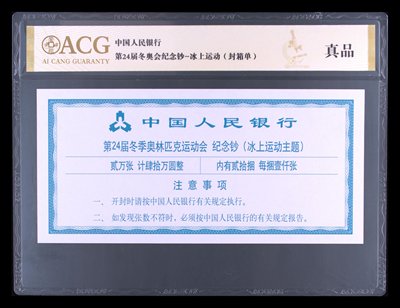 ACG
AI CANG GUARANTY
中国人民银行
第24届冬奥会纪念钞--冰上运动（封箱单）
真品
中国人民银行
第24届冬季奥林匹克运动会 纪念钞（冰上运动主题）
贰万张 计肆拾万圆整
内有贰拾捆 每捆壹仟张
注意事项
一、 开封时请按中国人民银行有关规定执行。
二、 如发现张数不符时，必须按中国人民银行的有关规定报告。